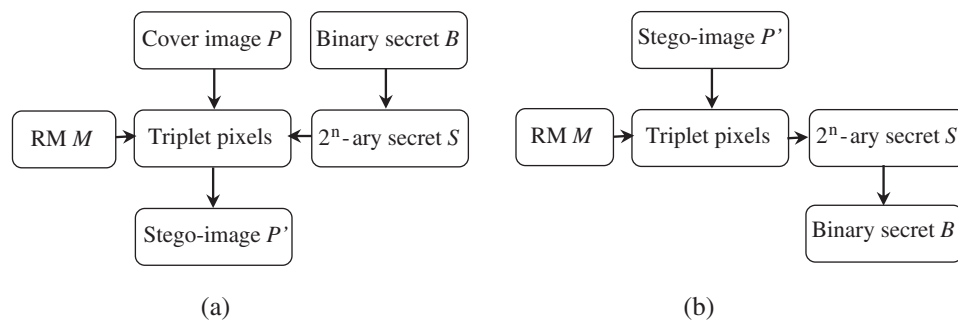 Cover image P
Binary secret B
RM M
Triplet pixels
2ⁿ-ary secret S
Stego-image P'
(a)
Stego-image P'
RM M
Triplet pixels
2ⁿ-ary secret S
Binary secret B
(b)